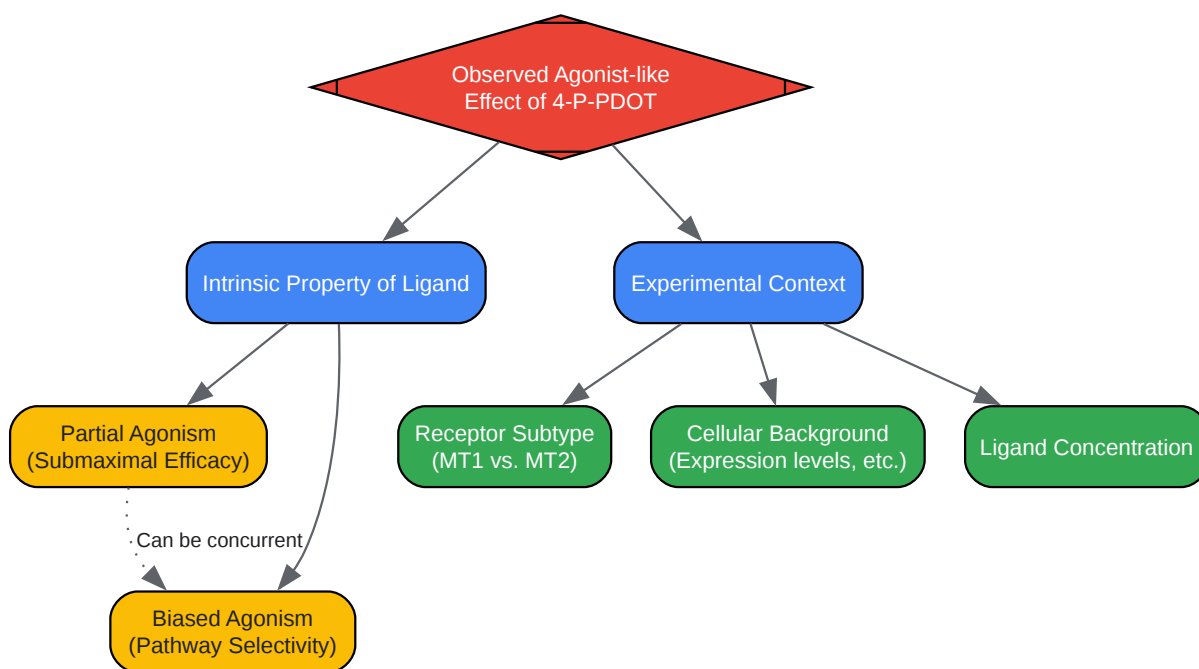 Observed Agonist-like
Effect of 4-P-PDOT
Intrinsic Property of Ligand
Experimental Context
Partial Agonism
(Submaximal Efficacy)
Receptor Subtype
(MT1 vs. MT2)
Cellular Background
(Expression levels, etc.)
Ligand Concentration
Can be concurrent
Biased Agonism
(Pathway Selectivity)